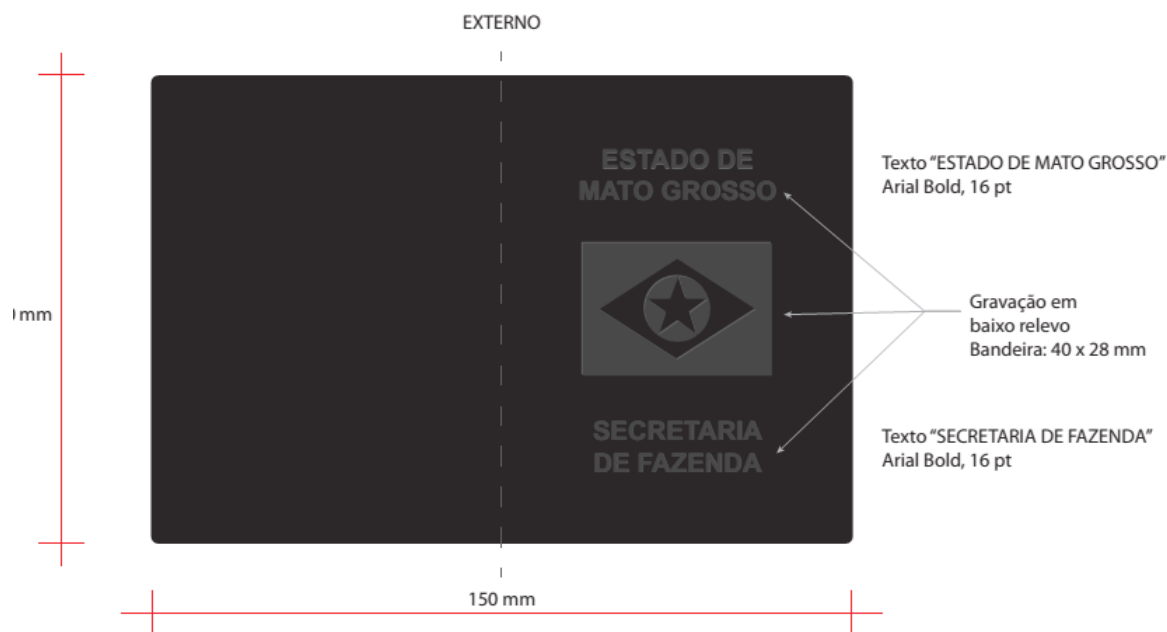 EXTERNO
ESTADO DE
MATO GROSSO
Texto “ESTADO DE MATO GROSSO”
Arial Bold, 16 pt
mm
Gravação em
baixo relevo
Bandeira: 40 x 28 mm
SECRETARIA
DE FAZENDA
Texto “SECRETARIA DE FAZENDA”
Arial Bold, 16 pt
150 mm